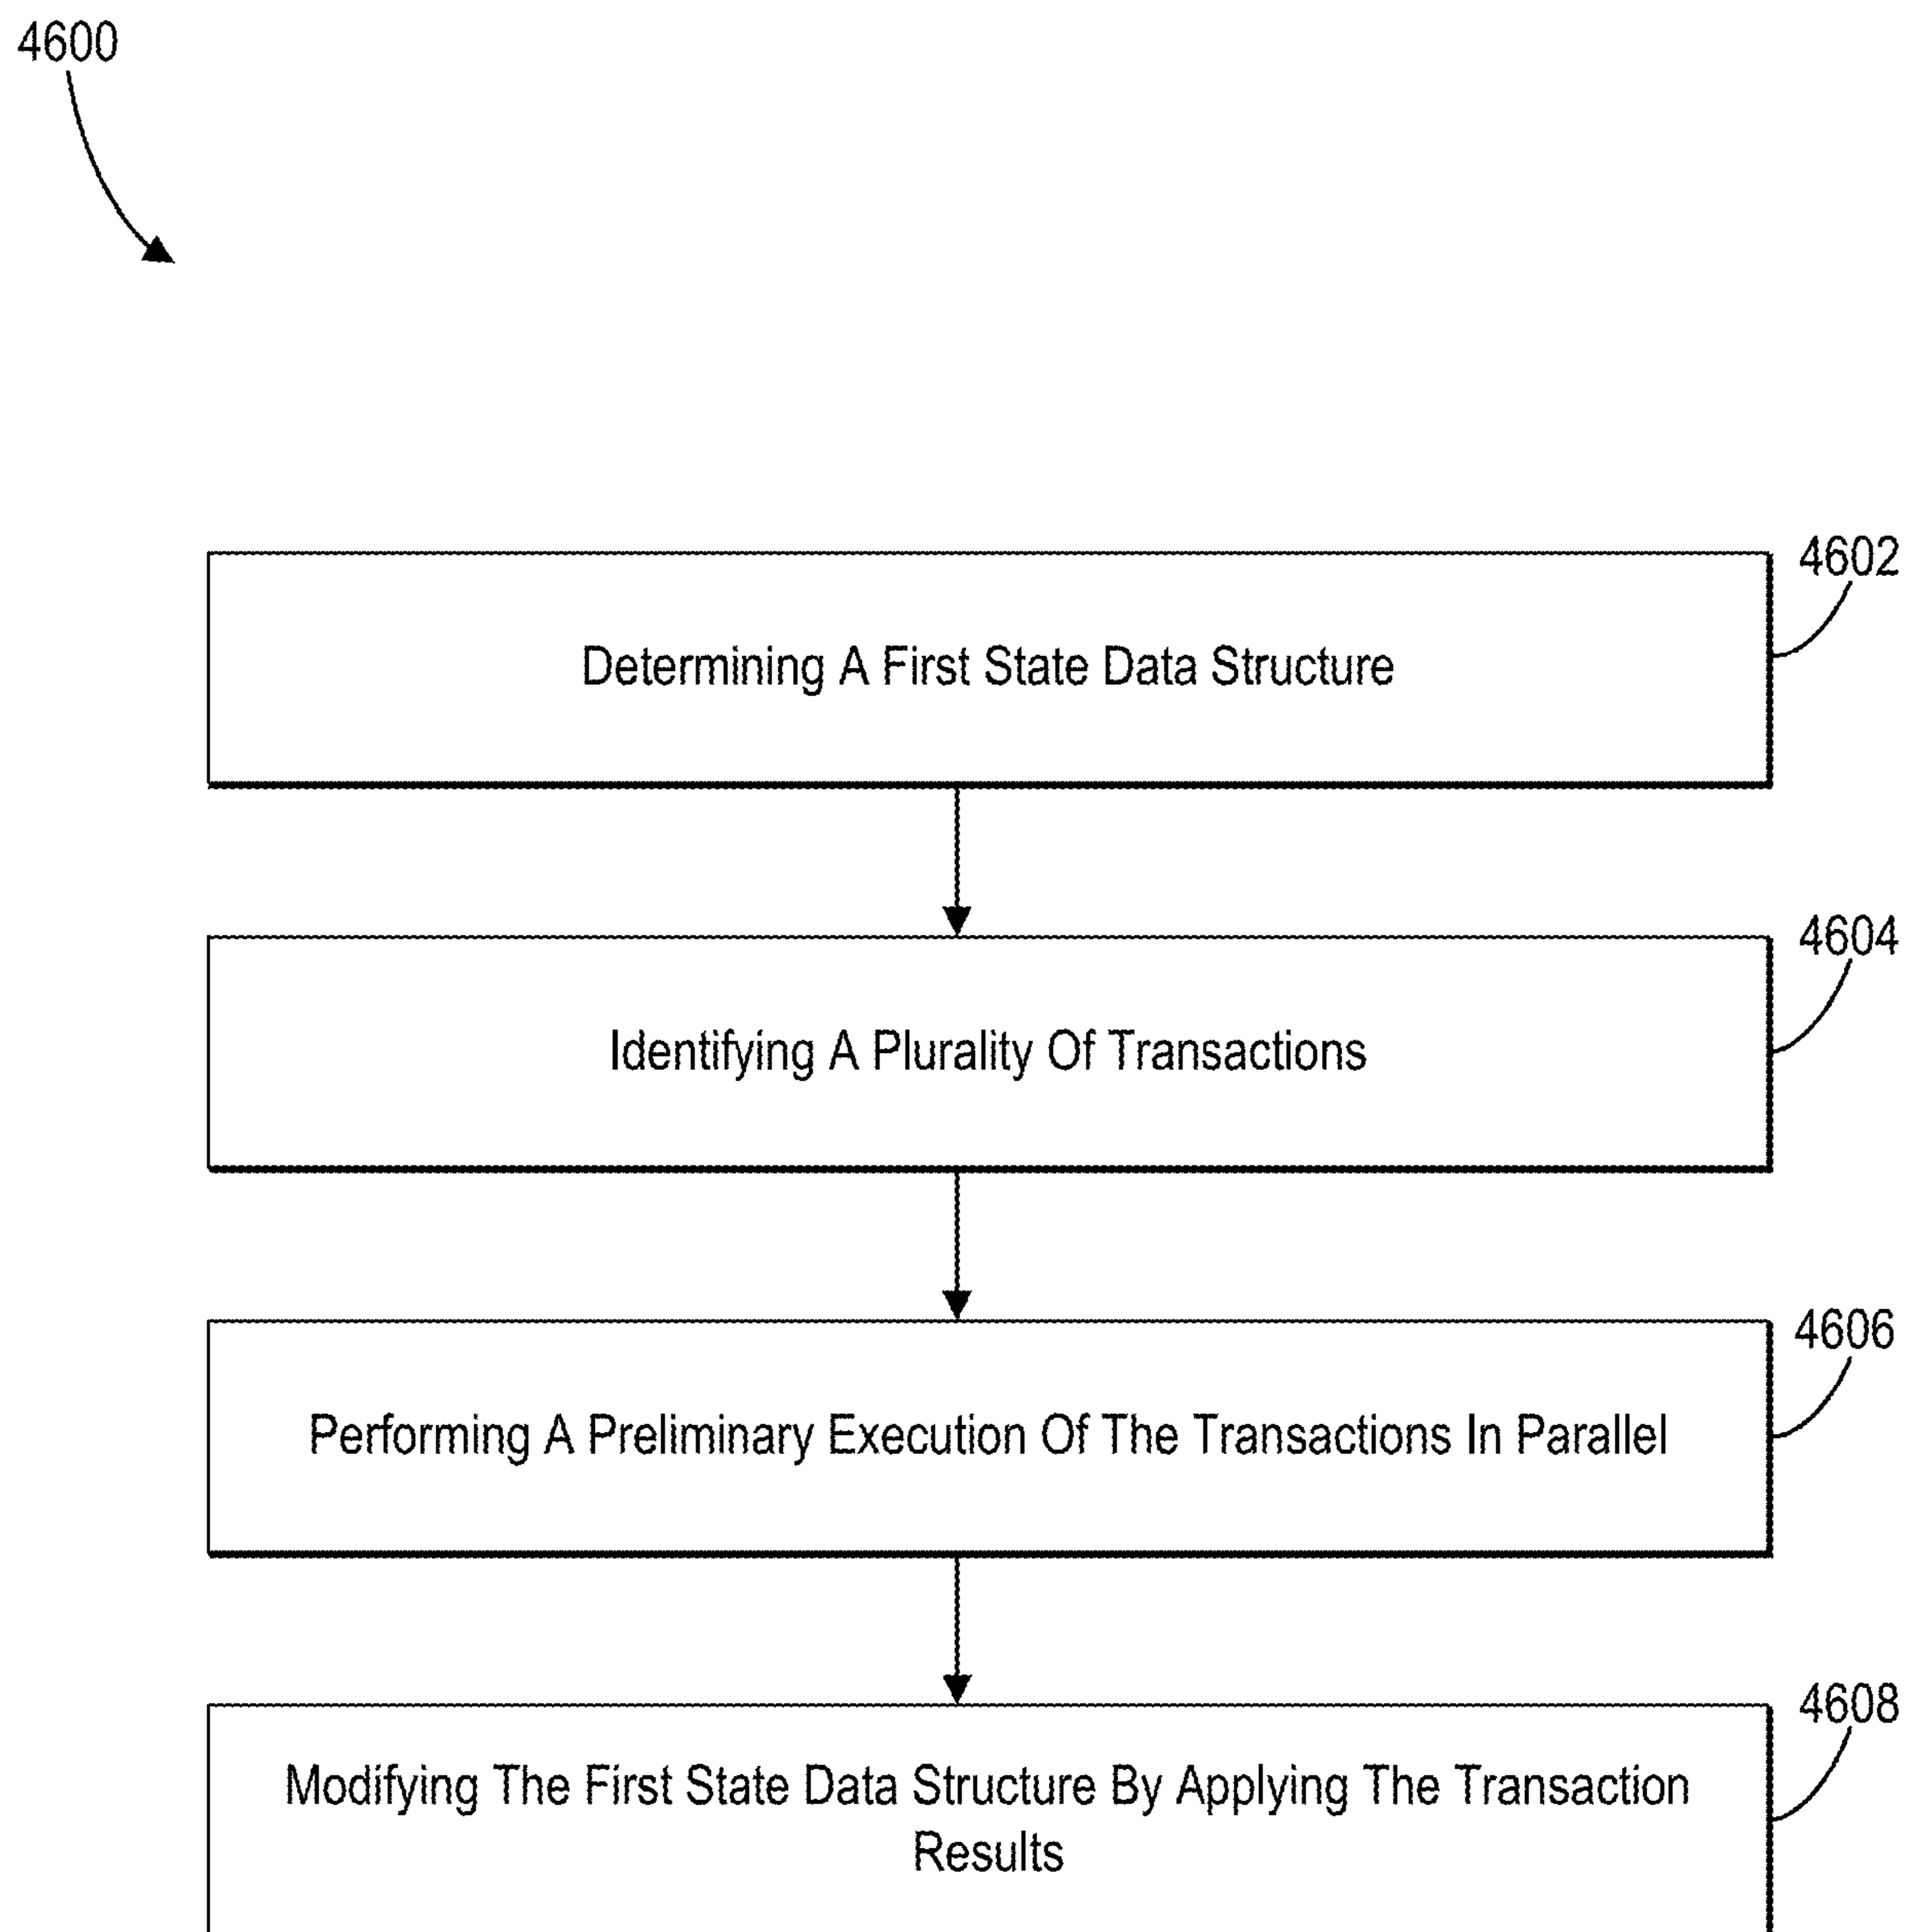 4600
4602
Determining A First State Data Structure
4604
Identifying A Plurality Of Transactions
4606
Performing A Preliminary Execution Of The Transactions In Parallel
4608
Modifying The First State Data Structure By Applying The Transaction
Results